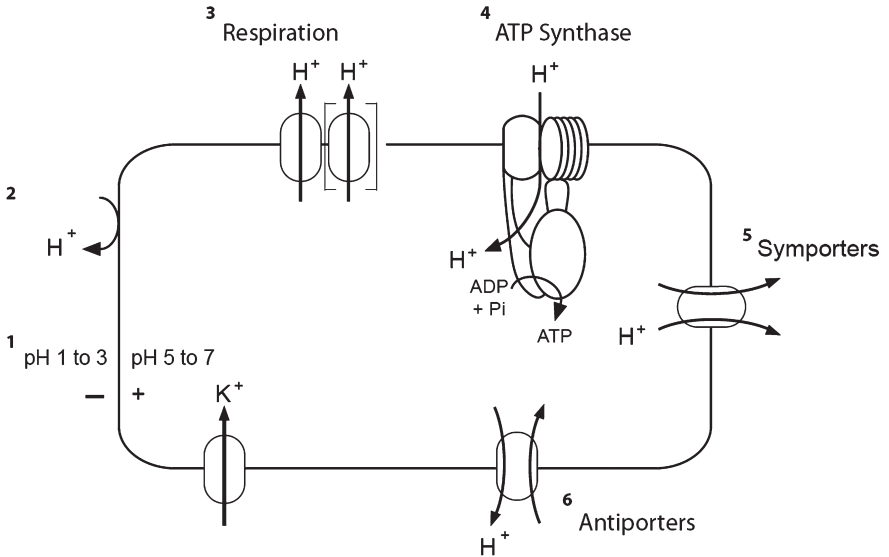 3 Respiration
H+ H+
4 ATP Synthase
H+
2
H+
H+
ADP
+ Pi
ATP
5 Symporters
H+
1 pH 1 to 3 pH 5 to 7
− +
K+
H+
6 Antiporters